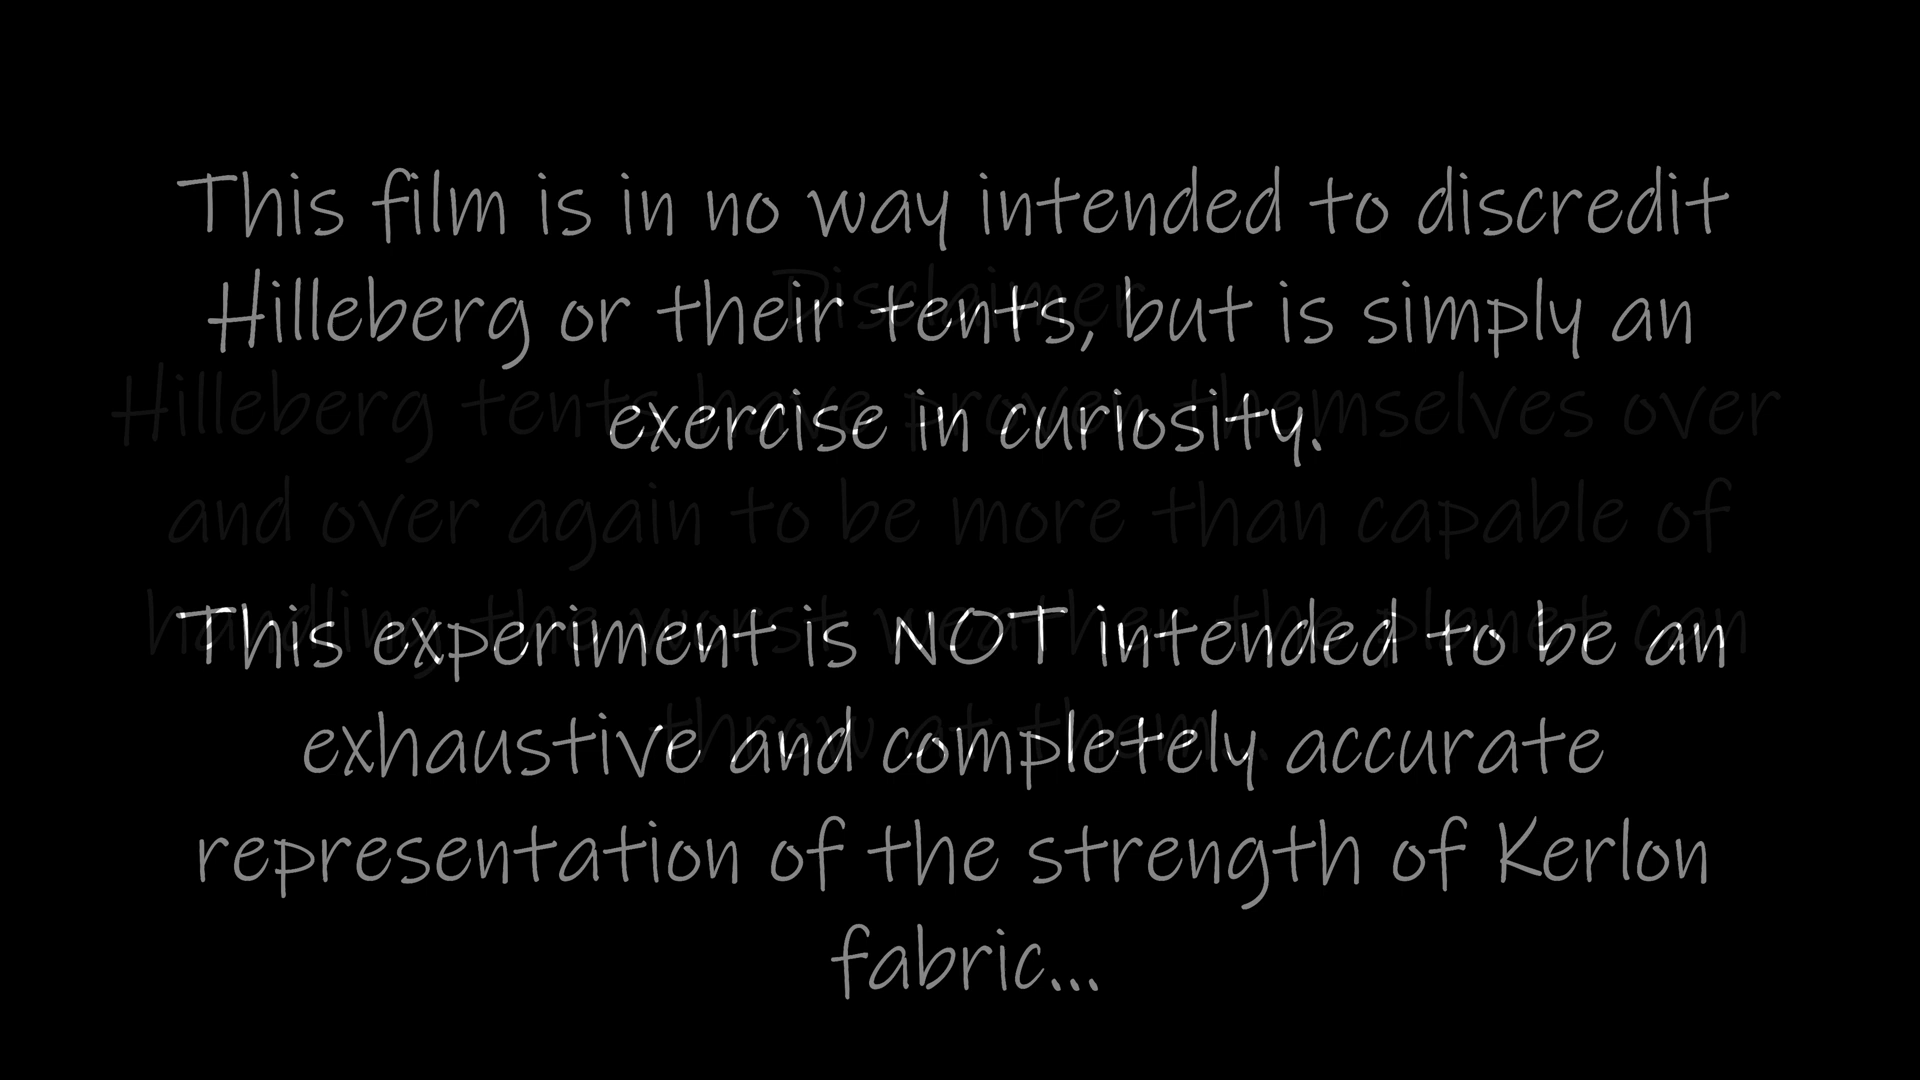 This film is in no way intended to discredit
Disclaimer
Hilleberg or their tents, but is simply an
Hilleberg tents have proven themselves over
exercise in curiosity.
and over again to be more than capable of
handling the worst weather the planet can
This experiment is NOT intended to be an
throw at them.
exhaustive and completely accurate
representation of the strength of Kerlon
fabric...